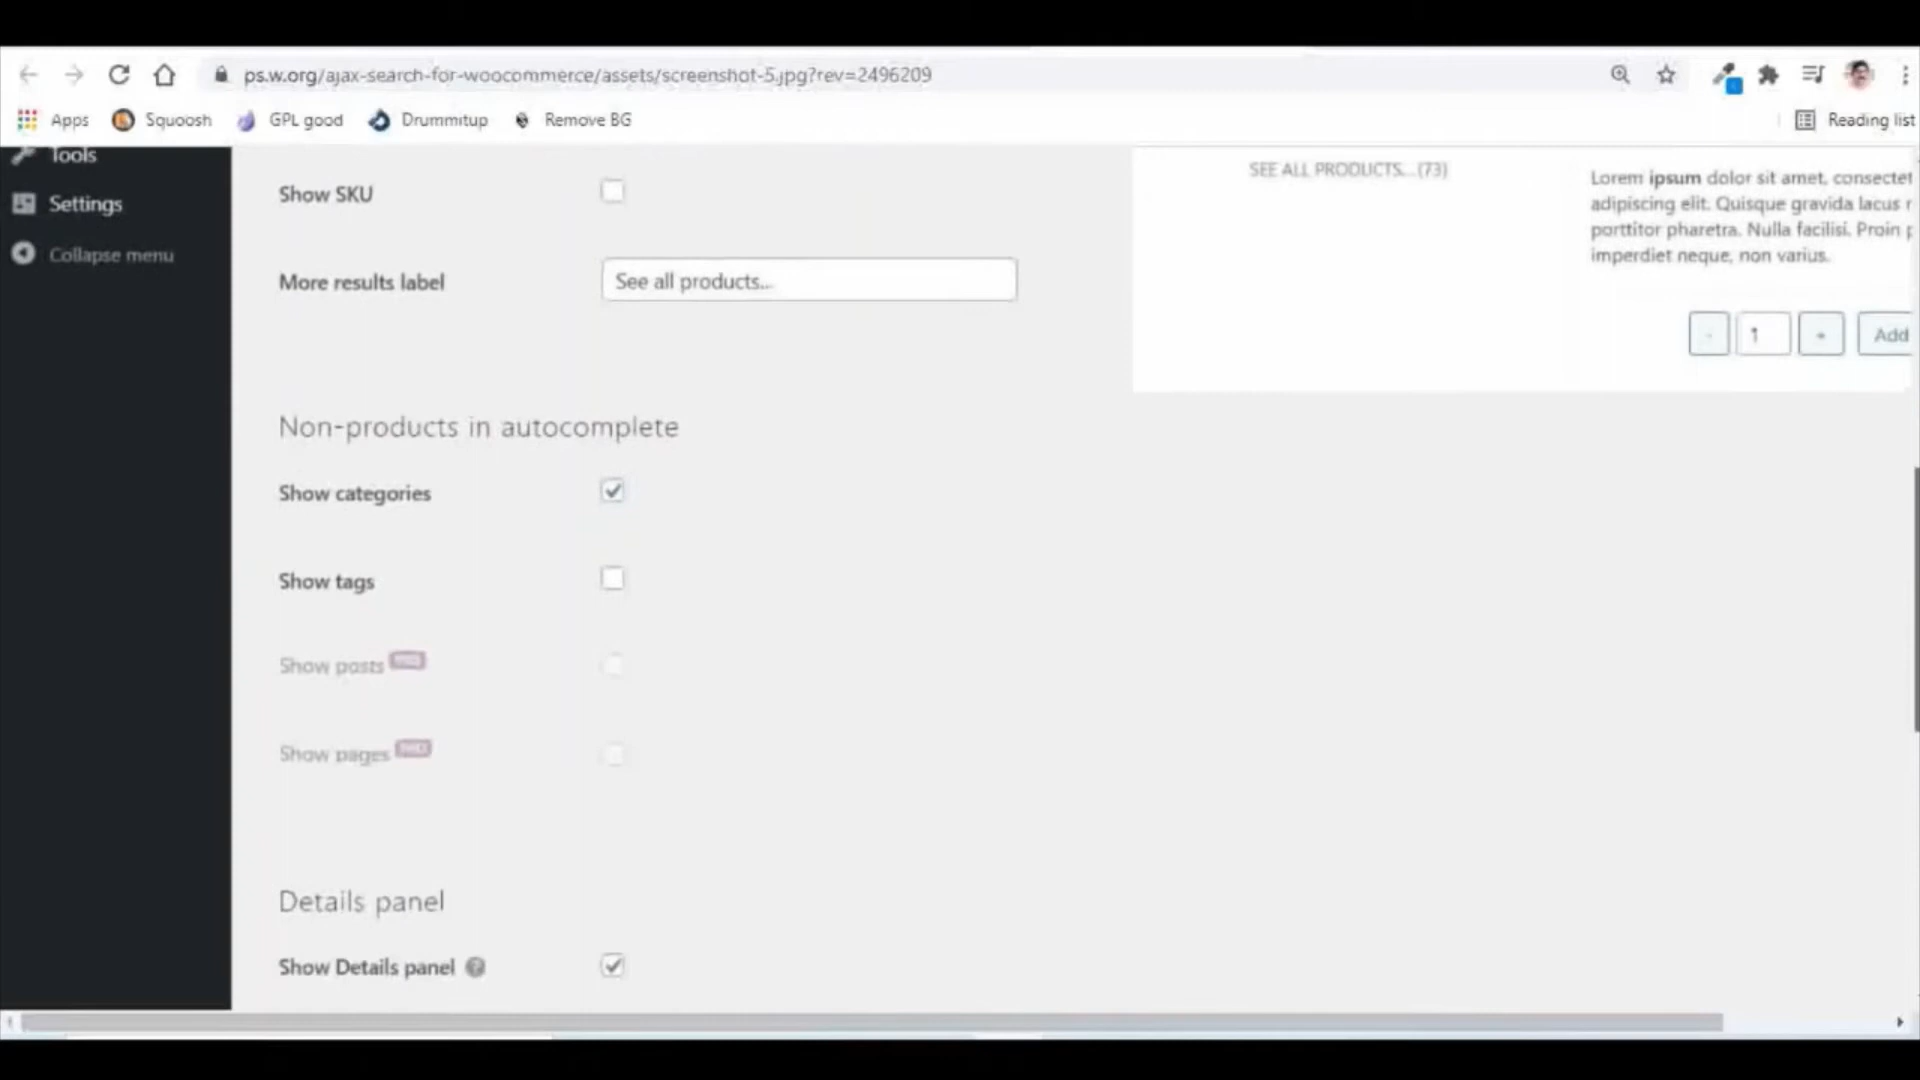 ps.w.org/ajax-search-for-woocommerce/assets/screenshot-5.jpg?rev=2496209
Apps Squoosh GPL good Drummitup Remove BG Reading list
Tools
Settings
Collapse menu
Show SKU
More results label See all products...
SEE ALL PRODUCTS... (73)
Lorem ipsum dolor sit amet, consectet
adipiscing elit. Quisque gravida lacus r
porttitor pharetra. Nulla facilisi. Proin p
imperdiet neque, non varius.
- 1 + Add
Non-products in autocomplete
Show categories
Show tags
Show posts
Show pages
Details panel
Show Details panel ?